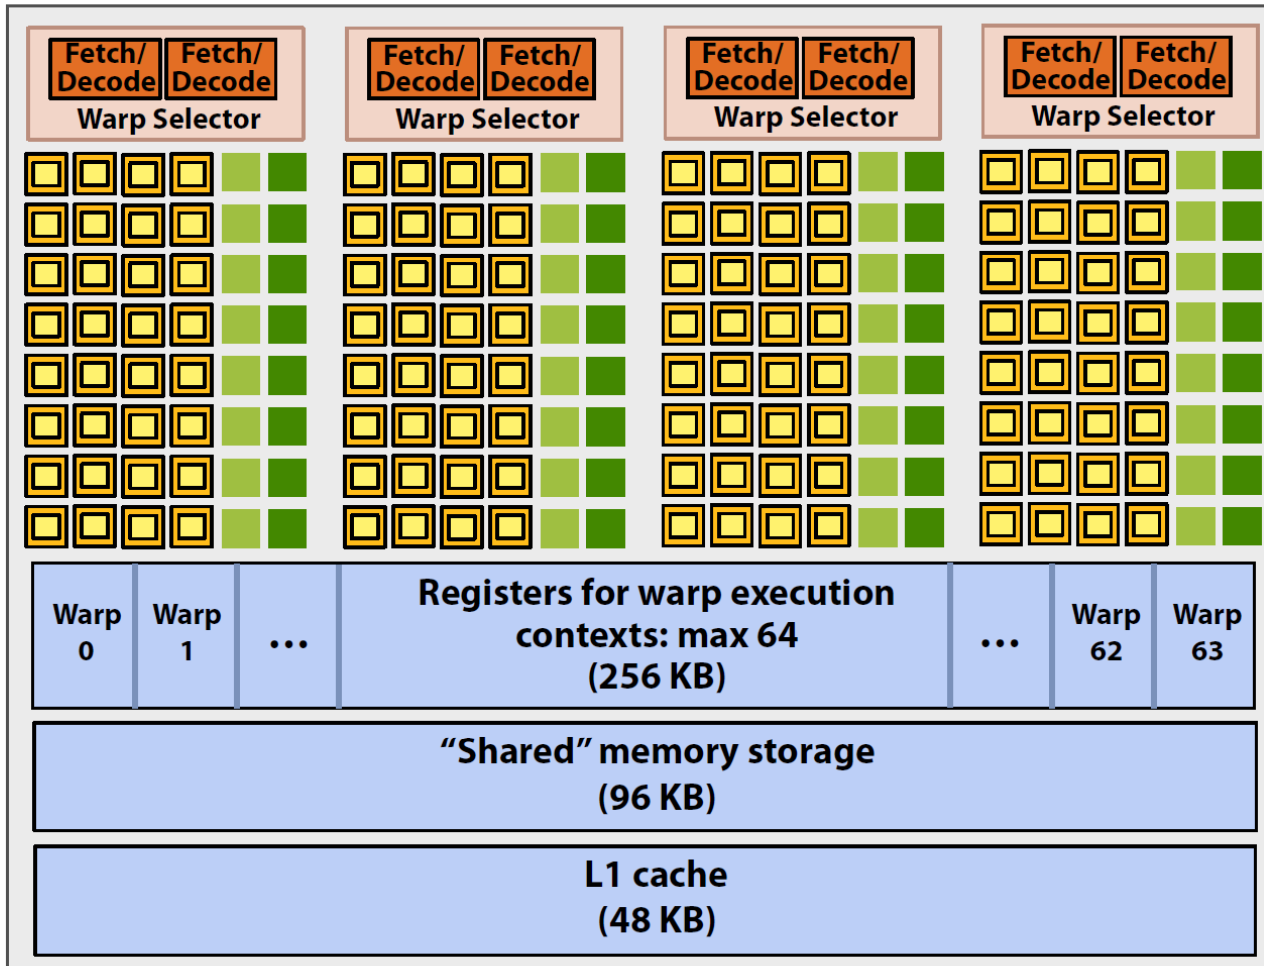 Fetch/ Fetch/
Decode Decode
Warp Selector
Fetch/ Fetch/
Decode Decode
Warp Selector
Fetch/ Fetch/
Decode Decode
Warp Selector
Fetch/ Fetch/
Decode Decode
Warp Selector
Warp
0
Warp
1
...
Registers for warp execution
contexts: max 64
(256 KB)
...
Warp
62
Warp
63
“Shared” memory storage
(96 KB)
L1 cache
(48 KB)